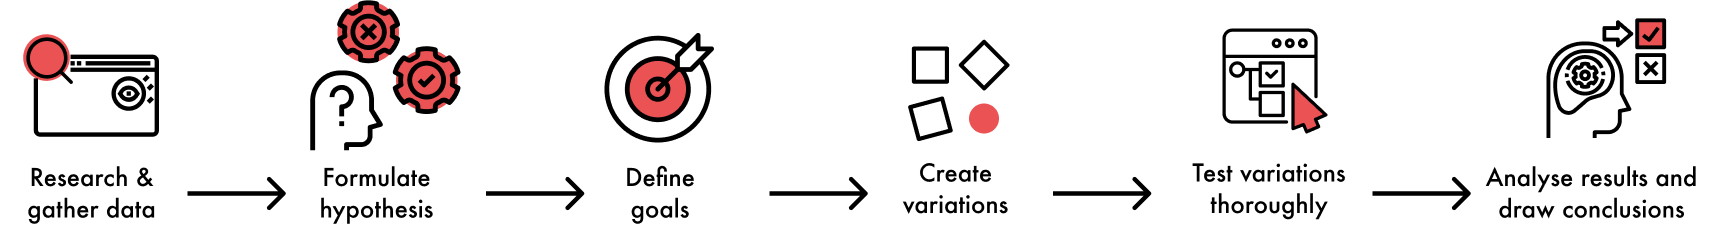 Research &
gather data
Formulate
hypothesis
Define
goals
Create
variations
Test variations
thoroughly
Analyse results and
draw conclusions